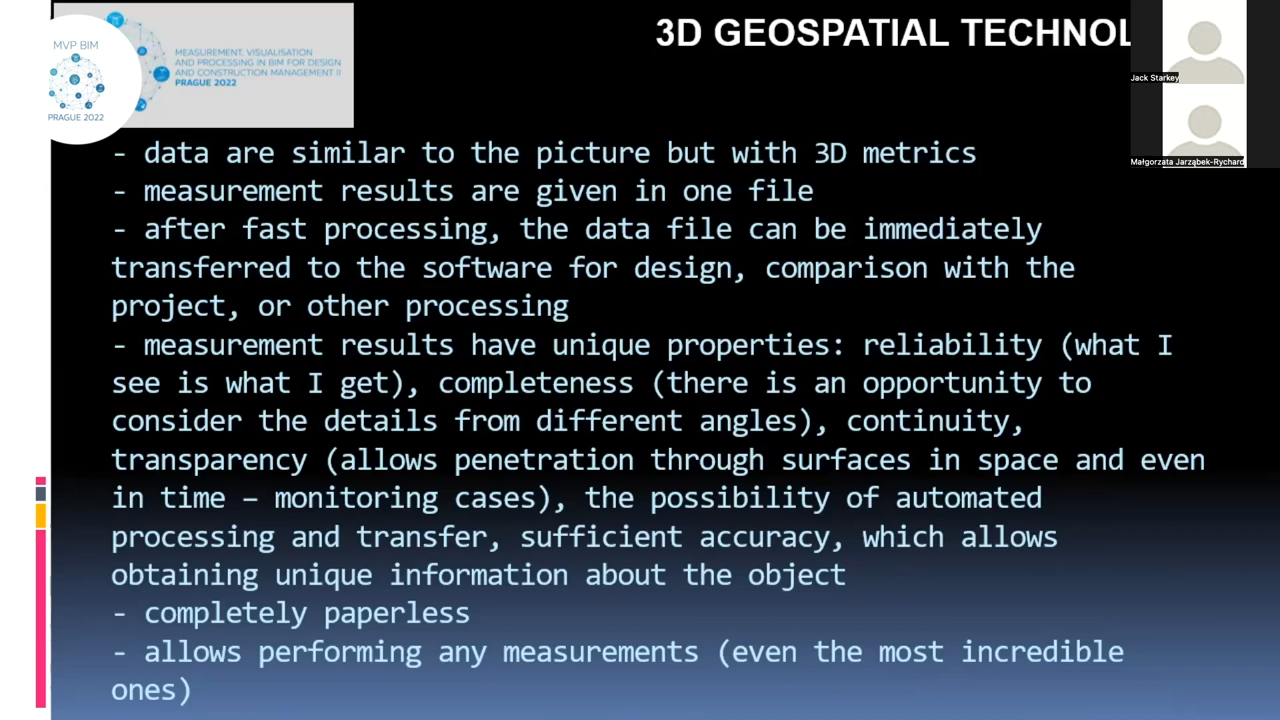 3D GEOSPATIAL TECHNOL
MVP BIM
PRAGUE 2022
MEASUREMENT, VISUALISATION
AND PROCESSING IN BIM FOR DESIGN
AND CONSTRUCTION MANAGEMENT II
PRAGUE 2022
Jack Starkey
Małgorzata Jarząbek-Rychard
- data are similar to the picture but with 3D metrics
- measurement results are given in one file
- after fast processing, the data file can be immediately
transferred to the software for design, comparison with the
project, or other processing
- measurement results have unique properties: reliability (what I
see is what I get), completeness (there is an opportunity to
consider the details from different angles), continuity,
transparency (allows penetration through surfaces in space and even
in time – monitoring cases), the possibility of automated
processing and transfer, sufficient accuracy, which allows
obtaining unique information about the object
- completely paperless
- allows performing any measurements (even the most incredible
ones)